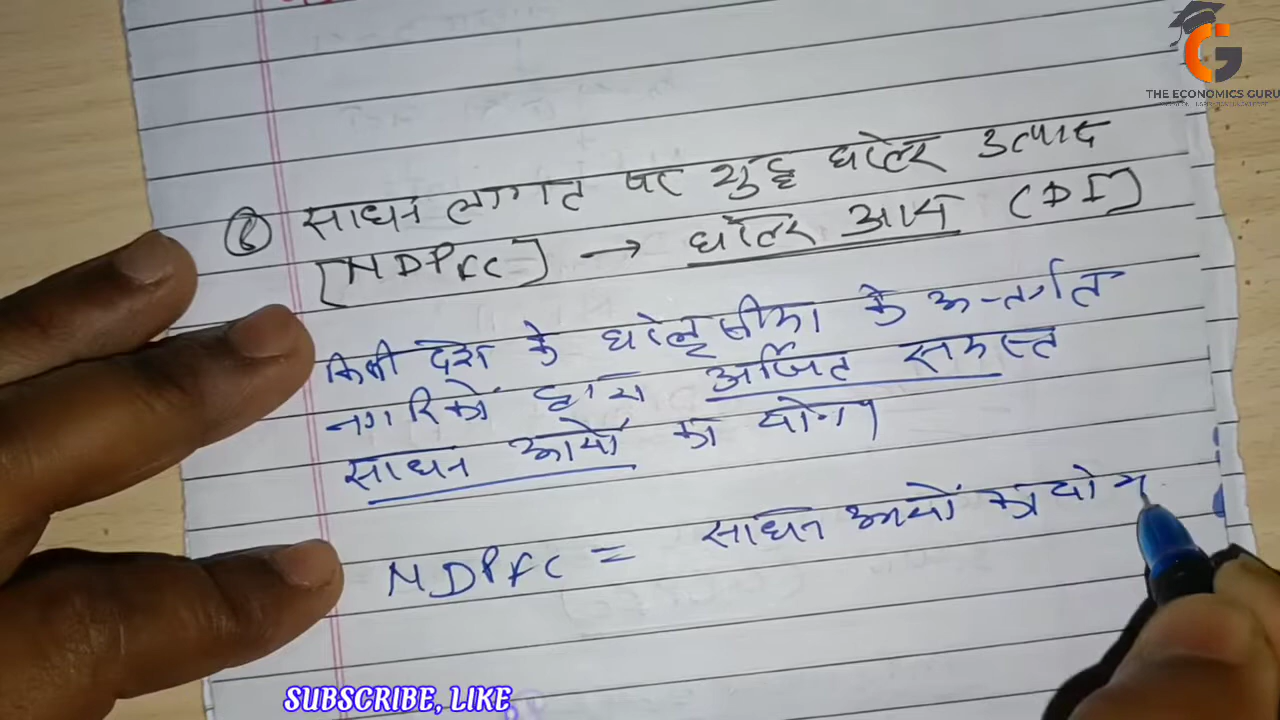 THE ECONOMICS GURU
⑥ साधन लागत पर शुद्ध घरेलू उत्पाद
[NDPFC] → घरेलू आय (DI)
किसी देश के घरेलू सीमा के अन्तर्गत
नागरिकों द्वारा अर्जित समस्त
साधन आयों का योग।
NDPFC = साधन आयों का योग
SUBSCRIBE, LIKE